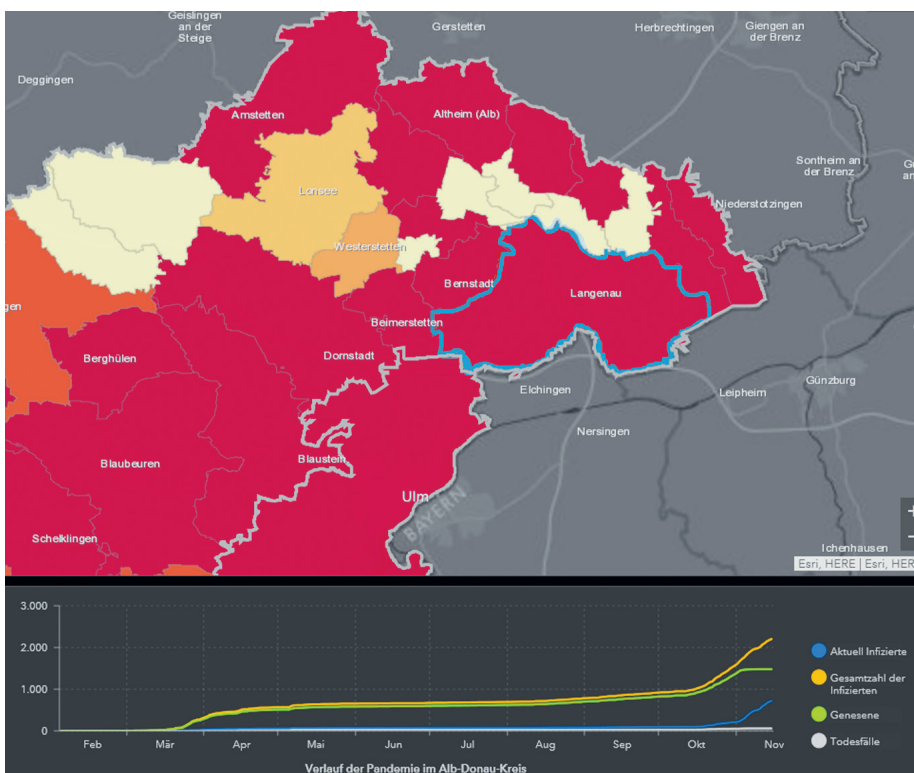 Geislingen
an der
Steige
Gerstetten
Herbrechtingen
Giengen an
der Brenz
Deggingen
Amstetten
Altheim (Alb)
Sontheim an
der Brenz
Lonsee
Niederstotzingen
Westerstetten
Bernstadt
Langenau
gen
Beimerstetten
Berghülen
Dornstadt
Elchingen
Leipheim
Günzburg
Nersingen
Blaubeuren
Blaustein
Ulm
BAYERN
Schelklingen
Ichenhausen
+
−
Esri, HERE | Esri, HER
3.000
2.000
1.000
0
Feb Mär Apr Mai Jun Jul Aug Sep Okt Nov
Aktuell Infizierte
Gesamtzahl der
Infizierten
Genesene
Todesfälle
Verlauf der Pandemie im Alb-Donau-Kreis